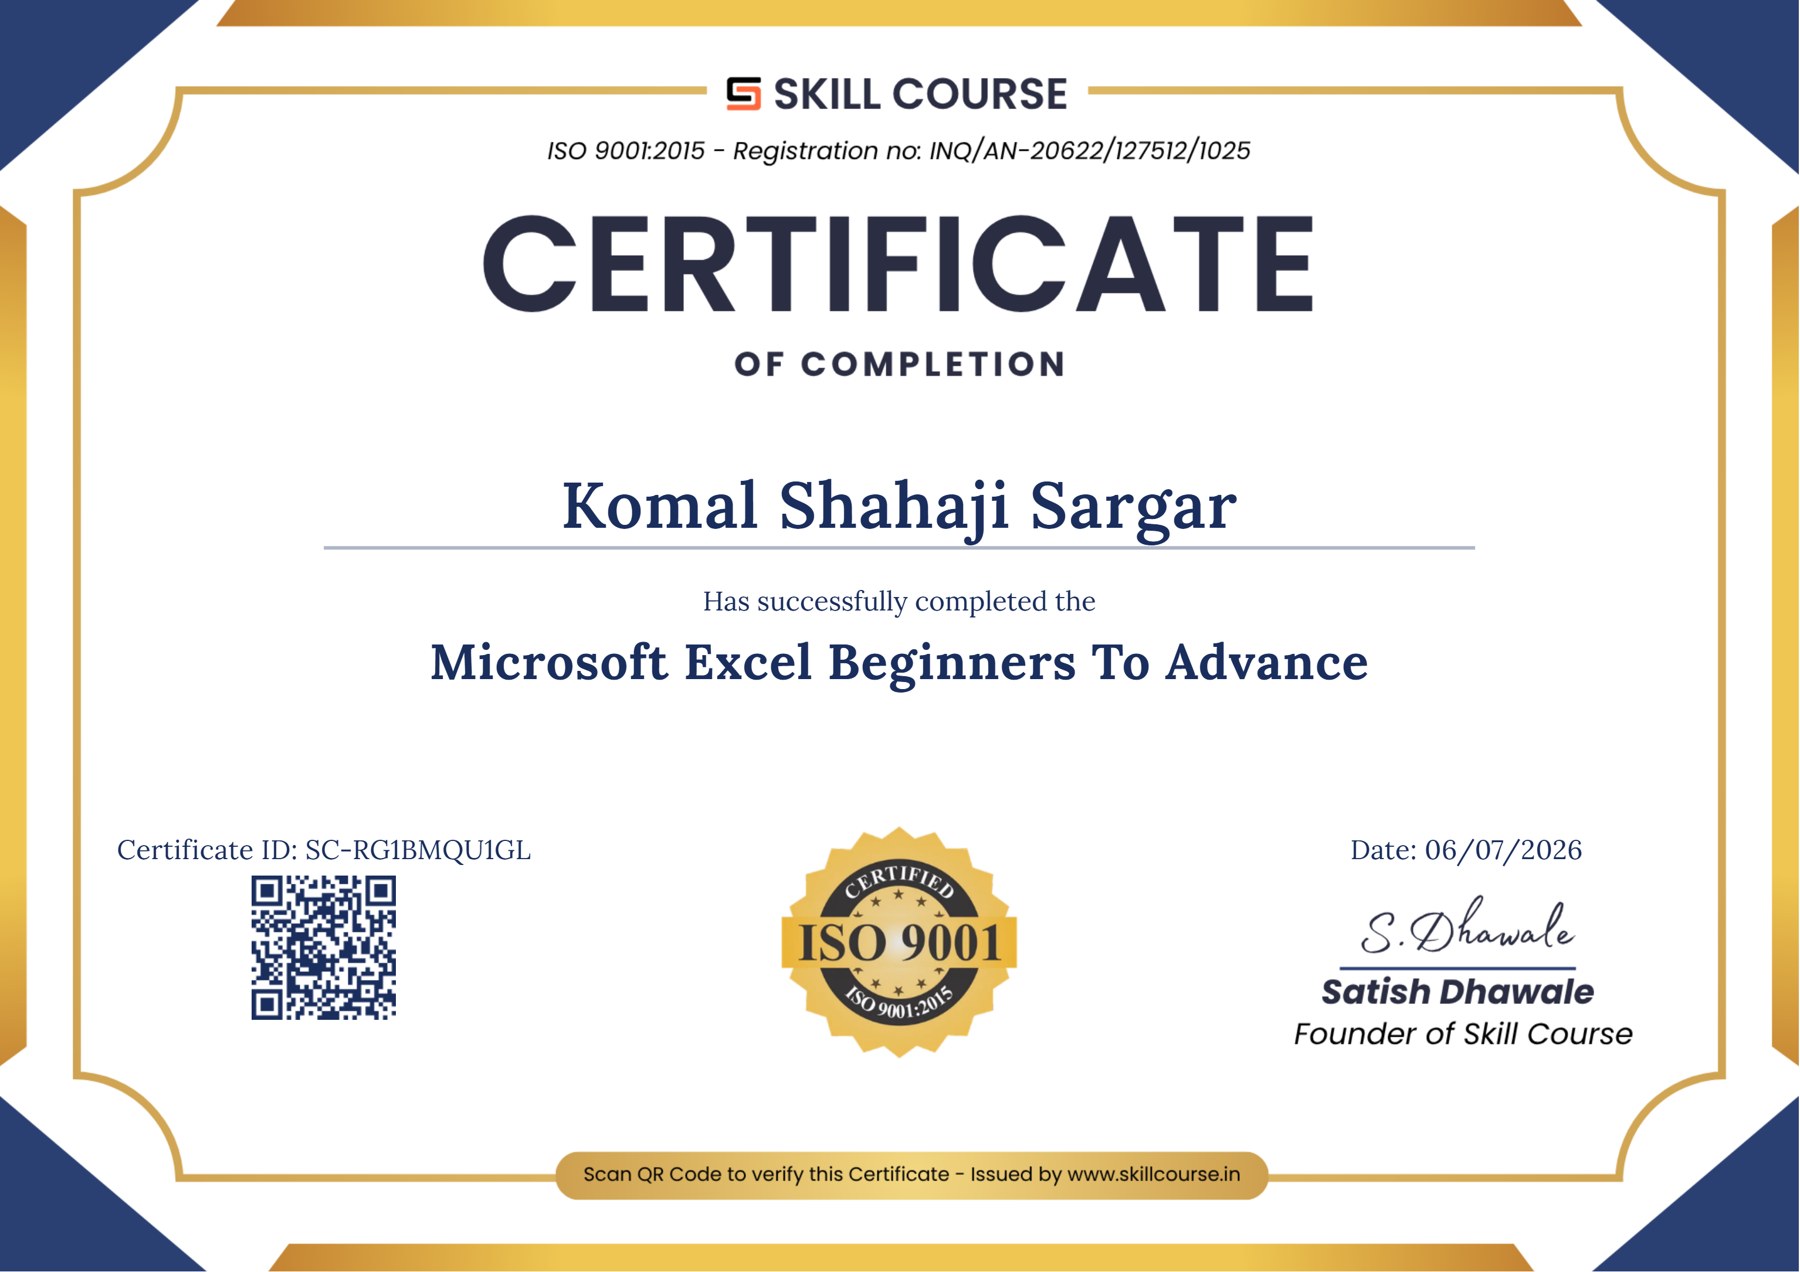 SKILL COURSE
ISO 9001:2015 - Registration no: INQ/AN-20622/127512/1025
CERTIFICATE
OF COMPLETION
Komal Shahaji Sargar
Has successfully completed the
Microsoft Excel Beginners To Advance
Certificate ID: SC-RG1BMQU1GL
CERTIFIED
ISO 9001
ISO 9001:2015
Date: 06/07/2026
S. Dhawale
Satish Dhawale
Founder of Skill Course
Scan QR Code to verify this Certificate - Issued by www.skillcourse.in